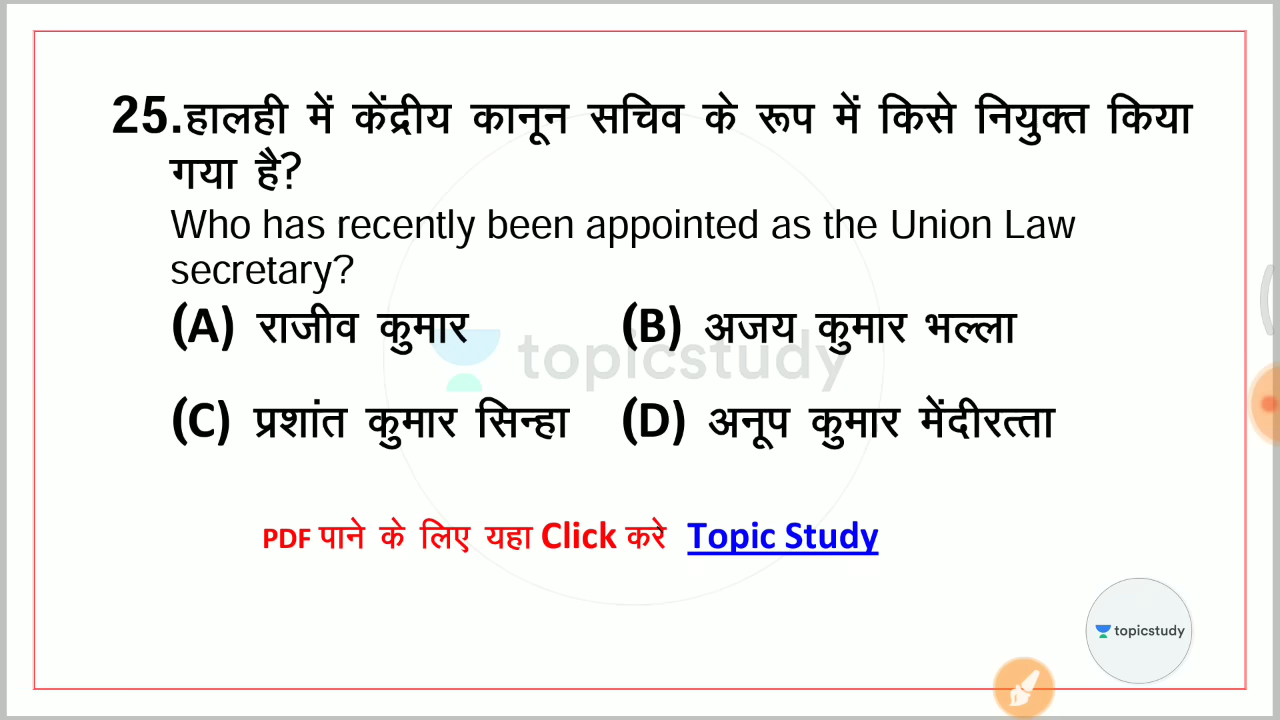 25.हालही में केंद्रीय कानून सचिव के रूप में किसे नियुक्त किया
गया है?
Who has recently been appointed as the Union Law
secretary?
(A) राजीव कुमार (B) अजय कुमार भल्ला
topicstudy
(C) प्रशांत कुमार सिन्हा (D) अनूप कुमार मेंदीरत्ता
PDF पाने के लिए यहा Click करे Topic Study
topicstudy